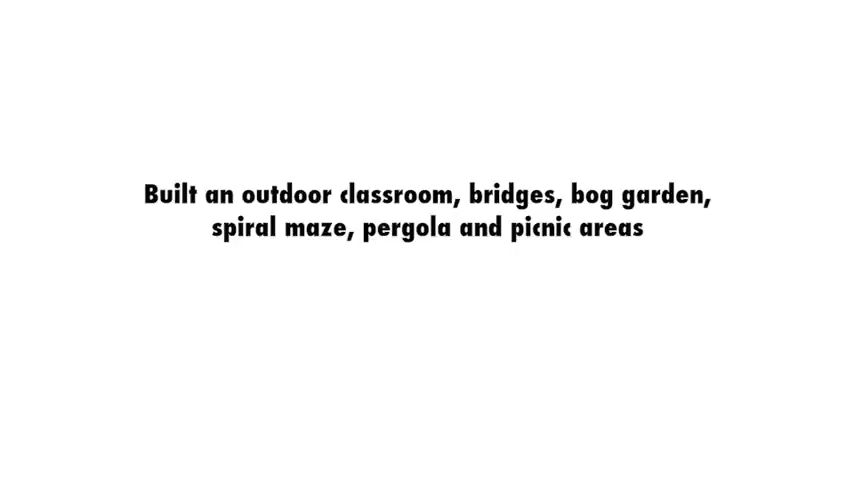 Built an outdoor classroom, bridges, bog garden,
spiral maze, pergola and picnic areas